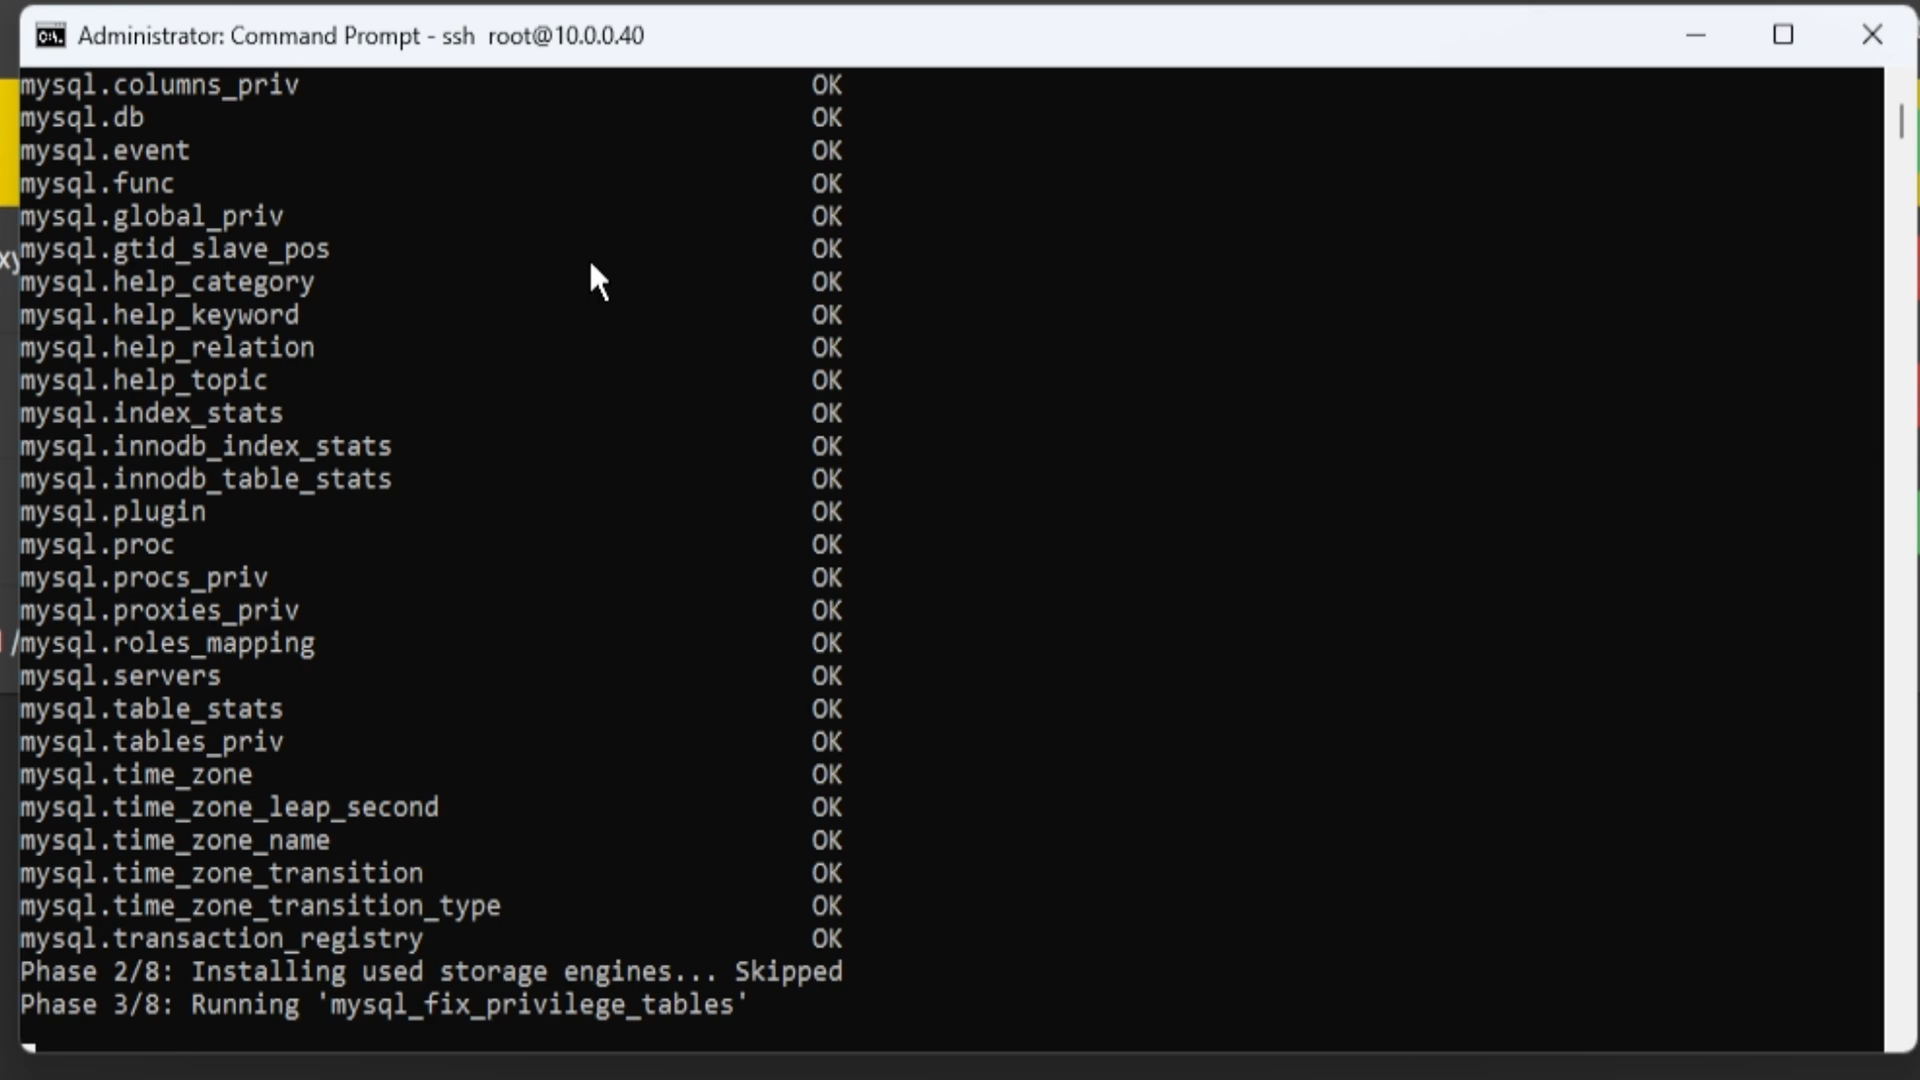 Administrator: Command Prompt - ssh  root@10.0.0.40
mysql.columns_priv OK
mysql.db OK
mysql.event OK
mysql.func OK
mysql.global_priv OK
mysql.gtid_slave_pos OK
mysql.help_category OK
mysql.help_keyword OK
mysql.help_relation OK
mysql.help_topic OK
mysql.index_stats OK
mysql.innodb_index_stats OK
mysql.innodb_table_stats OK
mysql.plugin OK
mysql.proc OK
mysql.procs_priv OK
mysql.proxies_priv OK
mysql.roles_mapping OK
mysql.servers OK
mysql.table_stats OK
mysql.tables_priv OK
mysql.time_zone OK
mysql.time_zone_leap_second OK
mysql.time_zone_name OK
mysql.time_zone_transition OK
mysql.time_zone_transition_type OK
mysql.transaction_registry OK
Phase 2/8: Installing used storage engines... Skipped
Phase 3/8: Running 'mysql_fix_privilege_tables'